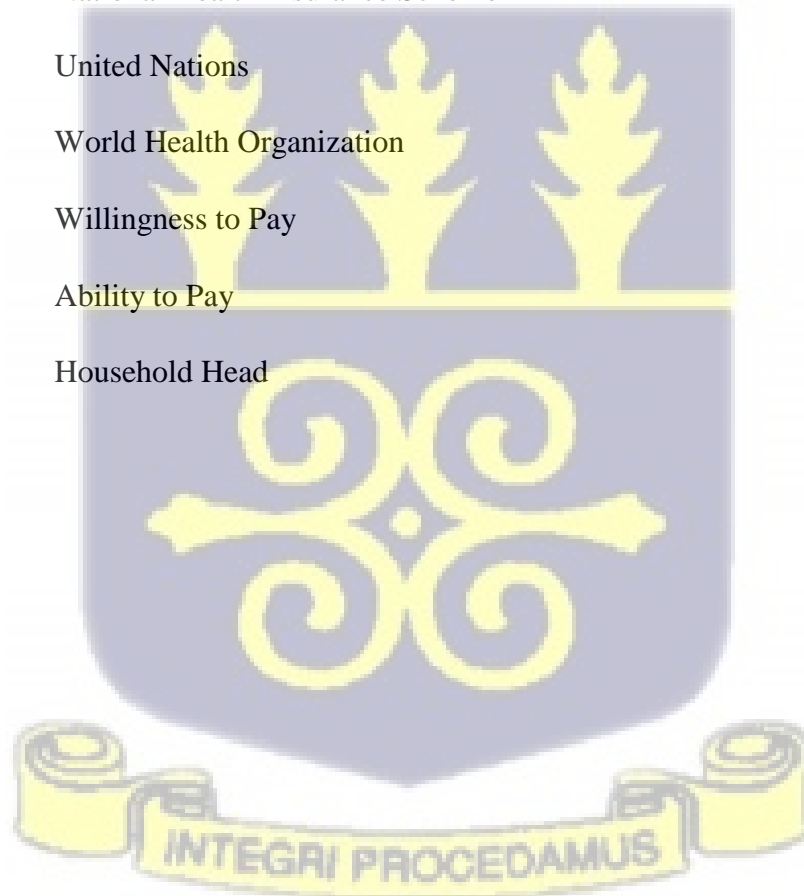 United Nations
World Health Organization
Willingness to Pay
Ability to Pay
Household Head
INTEGRI PROCEDAMUS